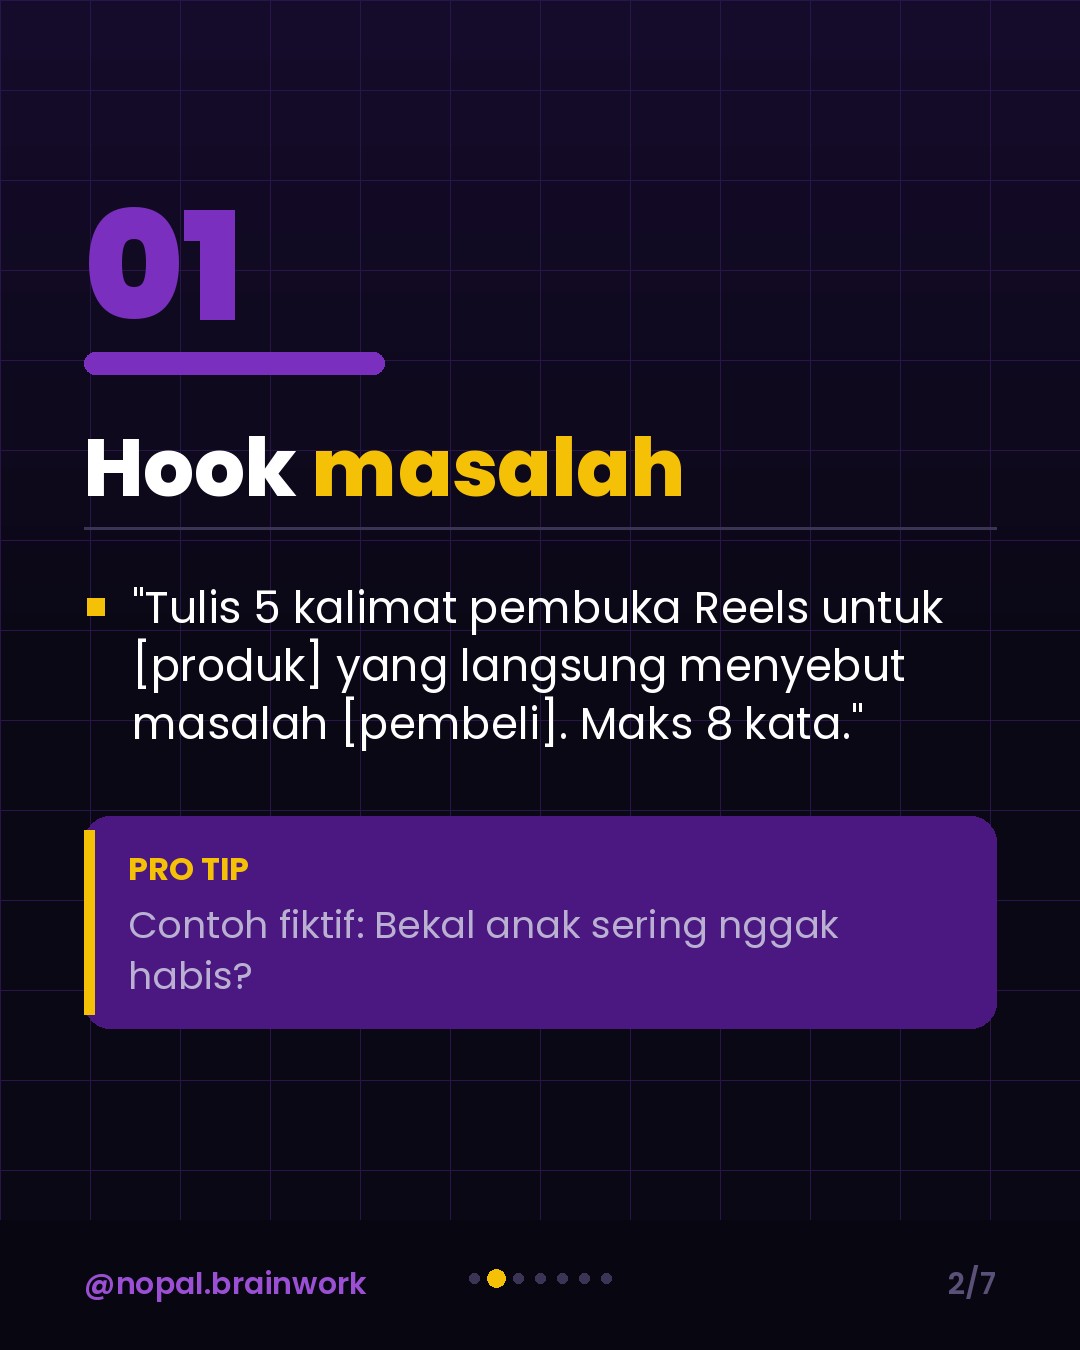 01
Hook masalah
"Tulis 5 kalimat pembuka Reels untuk
[produk] yang langsung menyebut
masalah [pembeli]. Maks 8 kata."
PRO TIP
Contoh fiktif: Bekal anak sering nggak
habis?
@nopal.brainwork
2/7